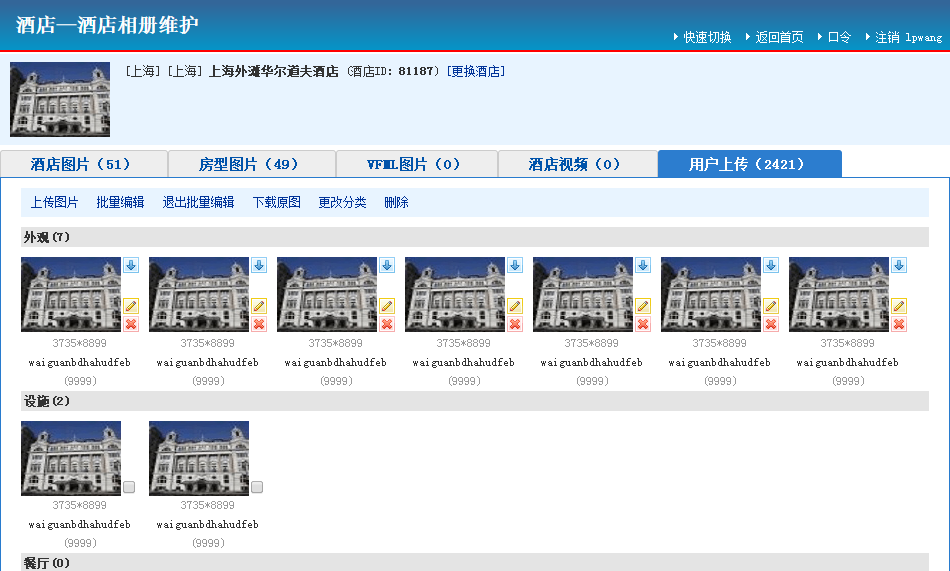 酒店—酒店相册维护
快速切换 返回首页 口令 注销 lpwang
[上海] [上海] 上海外滩华尔道夫酒店 (酒店ID: 81187) [更换酒店]
酒店图片（51） 房型图片（49） VFML图片（0） 酒店视频（0） 用户上传（2421）
上传图片 批量编辑 退出批量编辑 下载原图 更改分类 删除
外观(7)
3735*8899 3735*8899 3735*8899 3735*8899 3735*8899 3735*8899 3735*8899
waiguanbdhahudfeb waiguanbdhahudfeb waiguanbdhahudfeb waiguanbdhahudfeb waiguanbdhahudfeb waiguanbdhahudfeb waiguanbdhahudfeb
(9999) (9999) (9999) (9999) (9999) (9999) (9999)
设施(2)
3735*8899 3735*8899
waiguanbdhahudfeb waiguanbdhahudfeb
(9999) (9999)
餐厅(0)